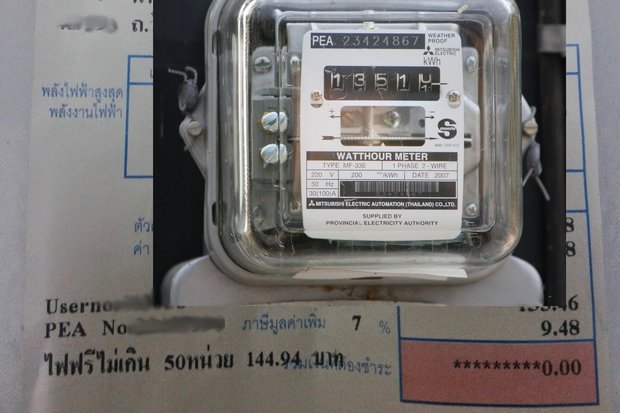 ถ.
พลังไฟฟ้าสูงสุด
พลังงานไฟฟ้า
PEA 23424867
WEATHER PROOF
MITSUBISHI ELECTRIC
kWh
1351
+ −
S
WATTHOUR METER
TYPE MF-33E 1 PHASE 2-WIRE
220 V 200 rev/kWh DATE 2007
50 Hz
30(100)A
MITSUBISHI ELECTRIC AUTOMATION (THAILAND) CO.,LTD.
SUPPLIED BY
PROVINCIAL ELECTRICITY AUTHORITY
ค่า 8
PEA No ภาษีมูลค่าเพิ่ม 7 % 9.48
ไฟฟรีไม่เกิน 50หน่วย 144.94 บาท *********0.00